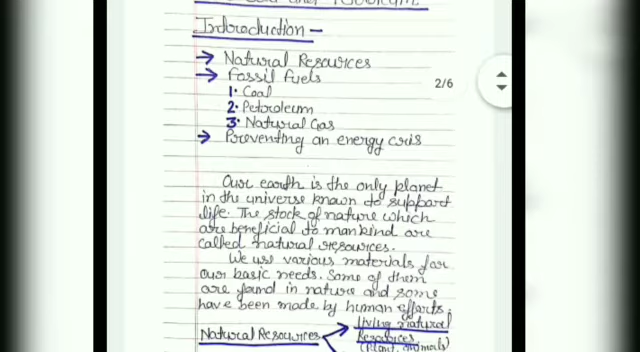 Introduction –
→ Natural Resources
→ Fossil Fuels
1. Coal
2. Petroleum
3. Natural Gas
→ Preventing an energy cris
2/6
Our earth is the only planet
in the universe known to support
life. The stock of nature which
are beneficial to mankind are
called natural resources.
We use various materials for
our basic needs. Some of them
are found in nature and some
have been made by human efforts.
Natural Resources
living natural
Resources
(Plant, animals)